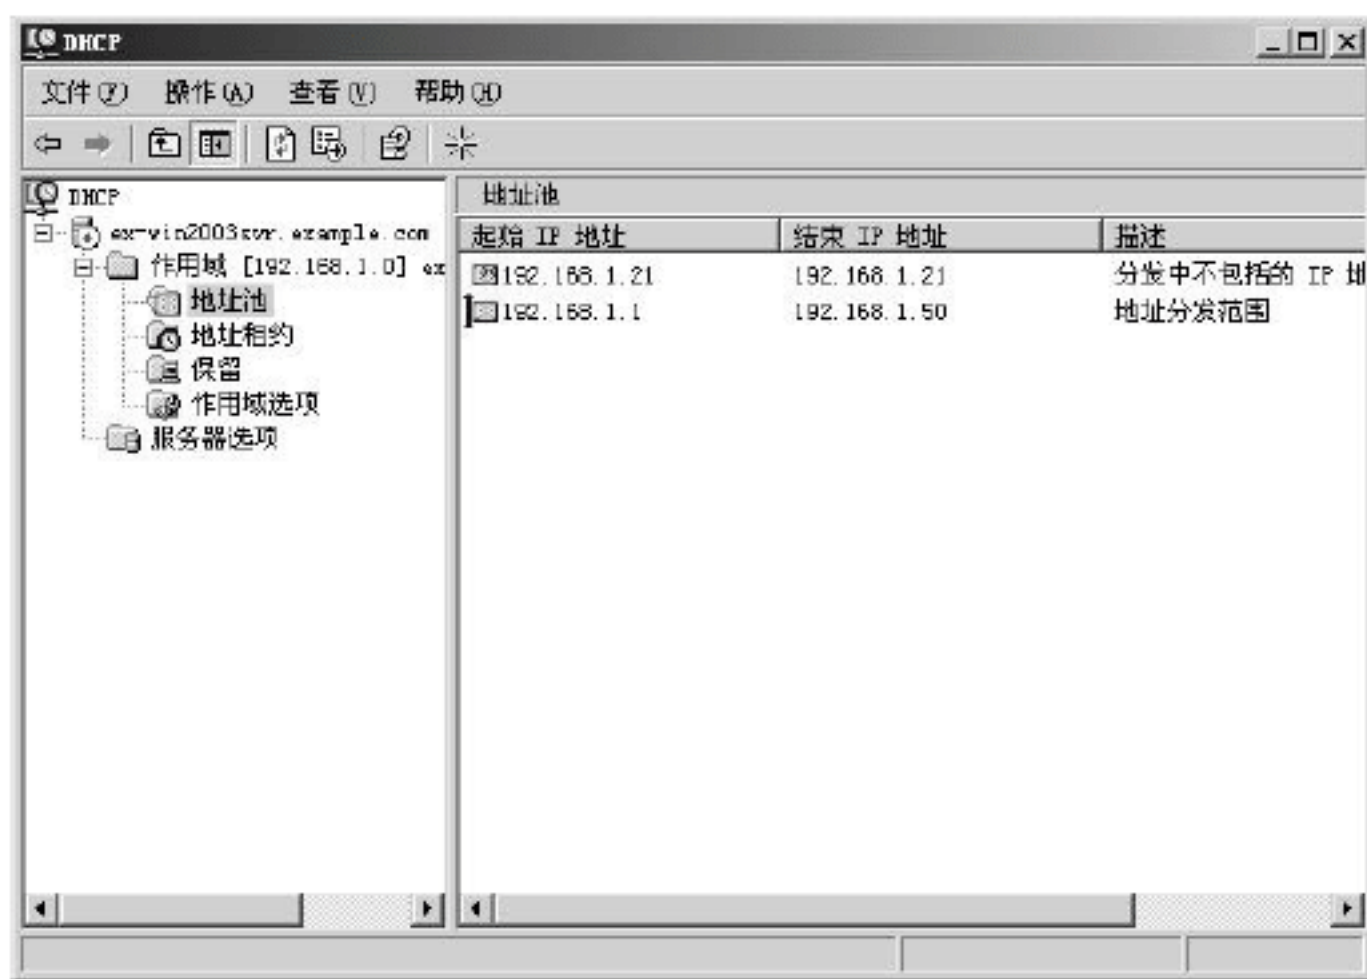 DHCP
文件(F) 操作(A) 查看(V) 帮助(H)
DHCP
ex-win2003svr.example.com
作用域 [192.168.1.0] ex
地址池
地址租约
保留
作用域选项
服务器选项
地址池
起始 IP 地址 结束 IP 地址 描述
192.168.1.21 192.168.1.21 分发中不包括的 IP 地
192.168.1.1 192.168.1.50 地址分发范围